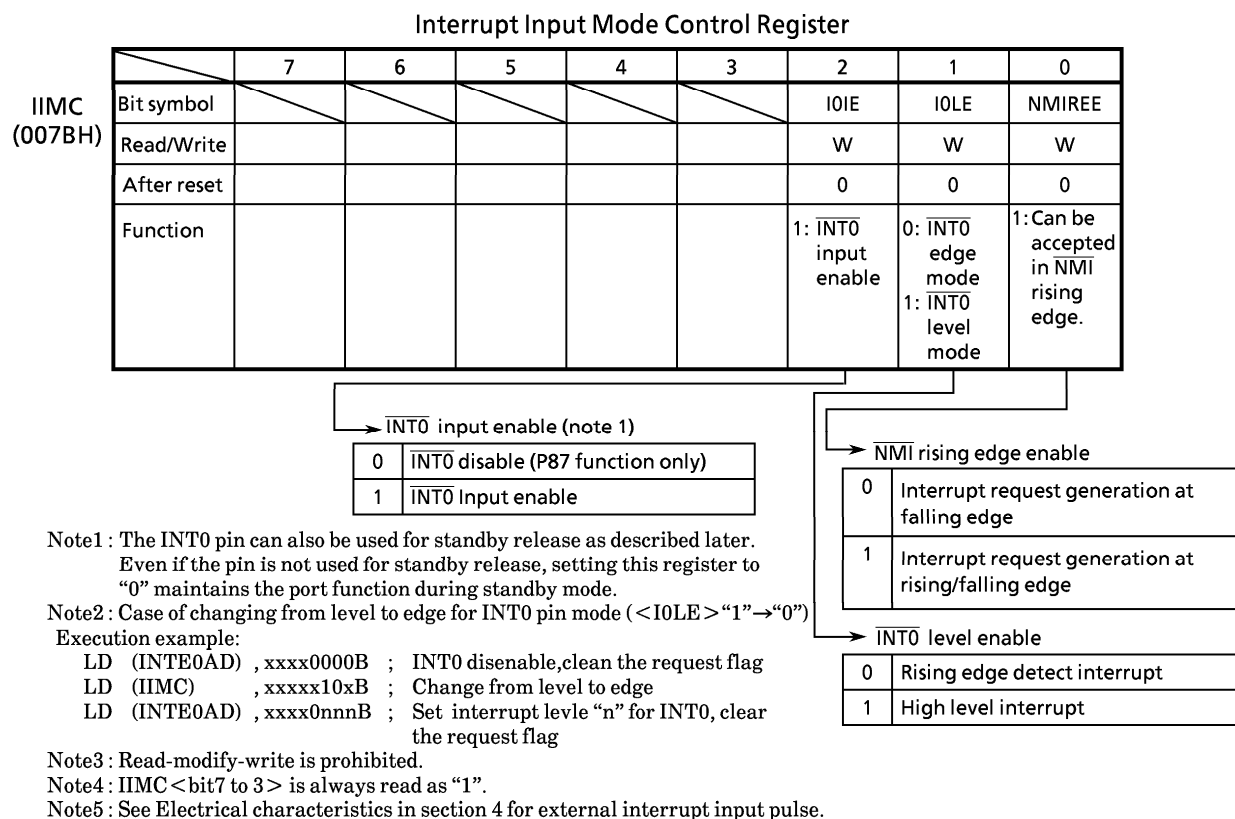 Interrupt Input Mode Control Register
7 6 5 4 3 2 1 0
IIMC
(007BH)
Bit symbol I0IE I0LE NMIREE
Read/Write W W W
After reset 0 0 0
Function
1: INT0
input
enable
0: INT0
edge
mode
1: INT0
level
mode
1: Can be
accepted
in NMI
rising
edge.
INT0 input enable (note 1)
0 INT0 disable (P87 function only)
1 INT0 Input enable
NMI rising edge enable
0 Interrupt request generation at
falling edge
1 Interrupt request generation at
rising/falling edge
INT0 level enable
0 Rising edge detect interrupt
1 High level interrupt
Note1 : The INT0 pin can also be used for standby release as described later.
Even if the pin is not used for standby release, setting this register to
“0” maintains the port function during standby mode.
Note2 : Case of changing from level to edge for INT0 pin mode (<I0LE>“1”→“0”)
Execution example:
LD (INTE0AD) , xxxx0000B ; INT0 disenable,clean the request flag
LD (IIMC) , xxxxx10xB ; Change from level to edge
LD (INTE0AD) , xxxx0nnnB ; Set interrupt levle “n” for INT0, clear
the request flag
Note3 : Read-modify-write is prohibited.
Note4 : IIMC<bit7 to 3> is always read as “1”.
Note5 : See Electrical characteristics in section 4 for external interrupt input pulse.